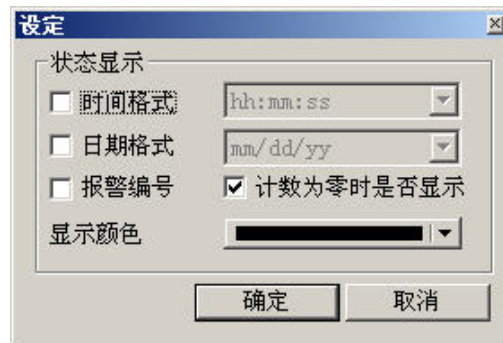 设定
状态显示
时间格式 hh:mm:ss
日期格式 mm/dd/yy
报警编号 计数为零时是否显示
显示颜色
确定 取消